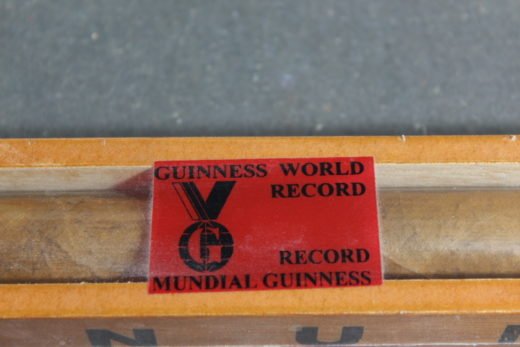 GUINNESS WORLD
RECORD
G
RECORD
MUNDIAL GUINNESS
N U